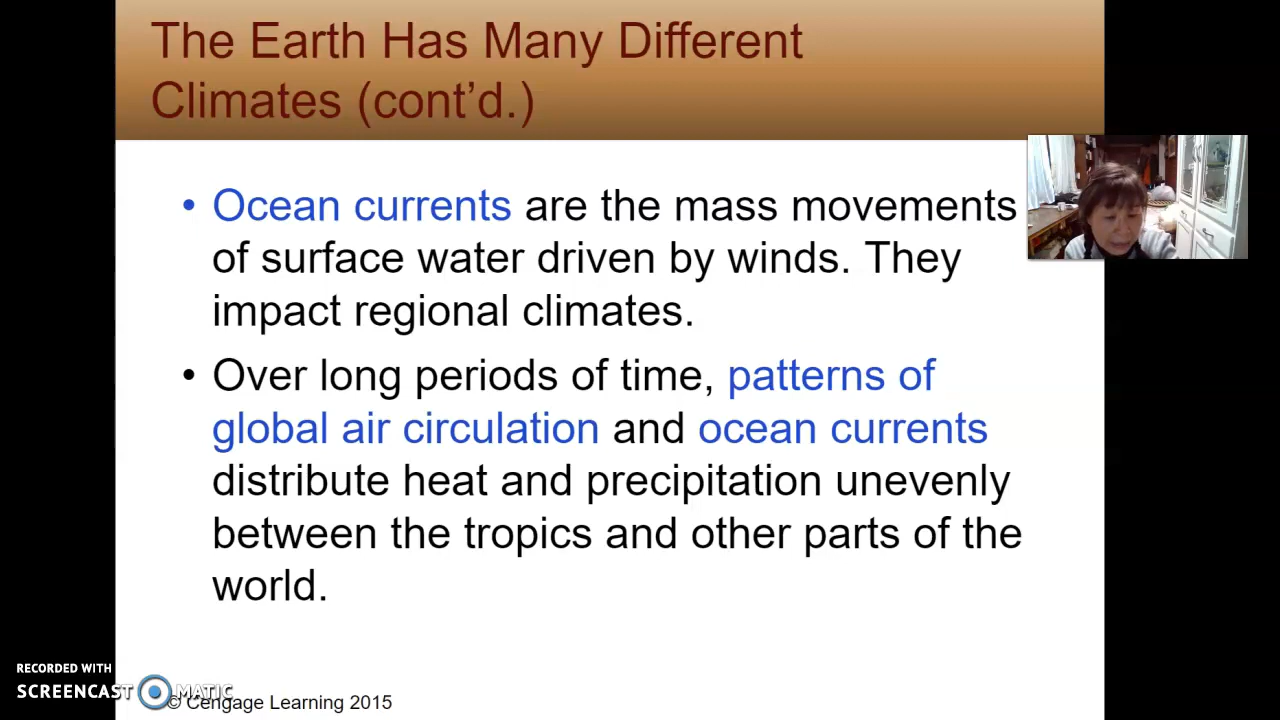 The Earth Has Many Different
Climates (cont’d.)
• Ocean currents are the mass movements
of surface water driven by winds. They
impact regional climates.
• Over long periods of time, patterns of
global air circulation and ocean currents
distribute heat and precipitation unevenly
between the tropics and other parts of the
world.
RECORDED WITH
SCREENCAST MATIC
© Cengage Learning 2015